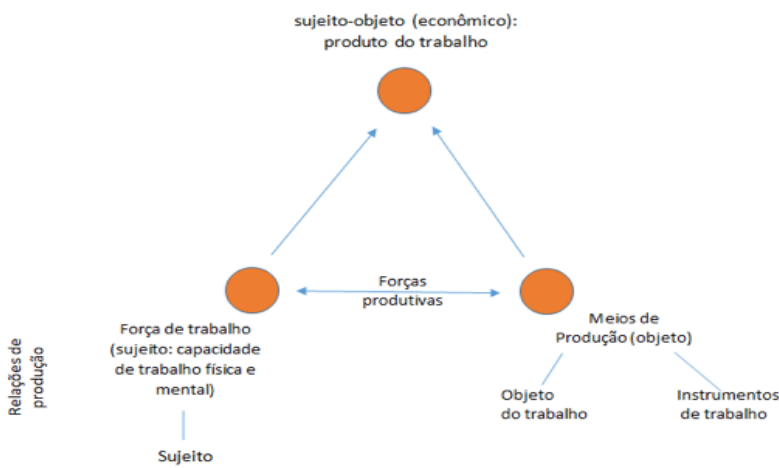 sujeito-objeto (econômico):
produto do trabalho
Forças
produtivas
Relações de
produção
Força de trabalho
(sujeito: capacidade
de trabalho física e
mental)
Meios de
Produção (objeto)
Objeto
do trabalho
Instrumentos
de trabalho
Sujeito